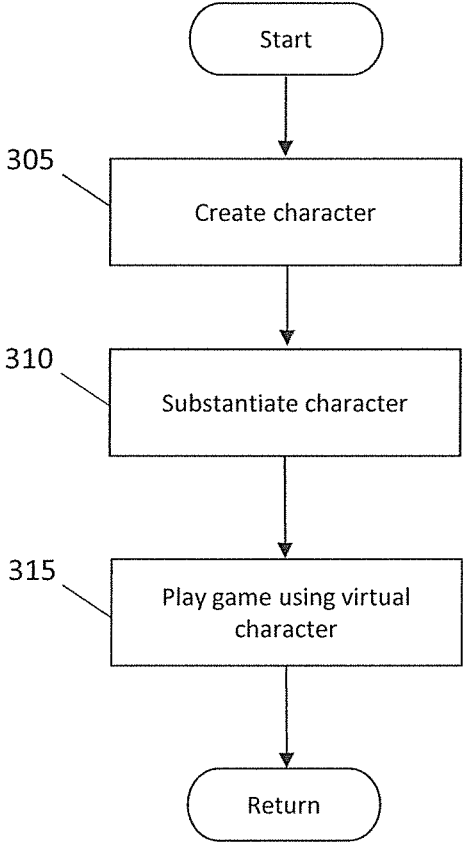 Start
305
Create character
310
Substantiate character
315
Play game using virtual
character
Return